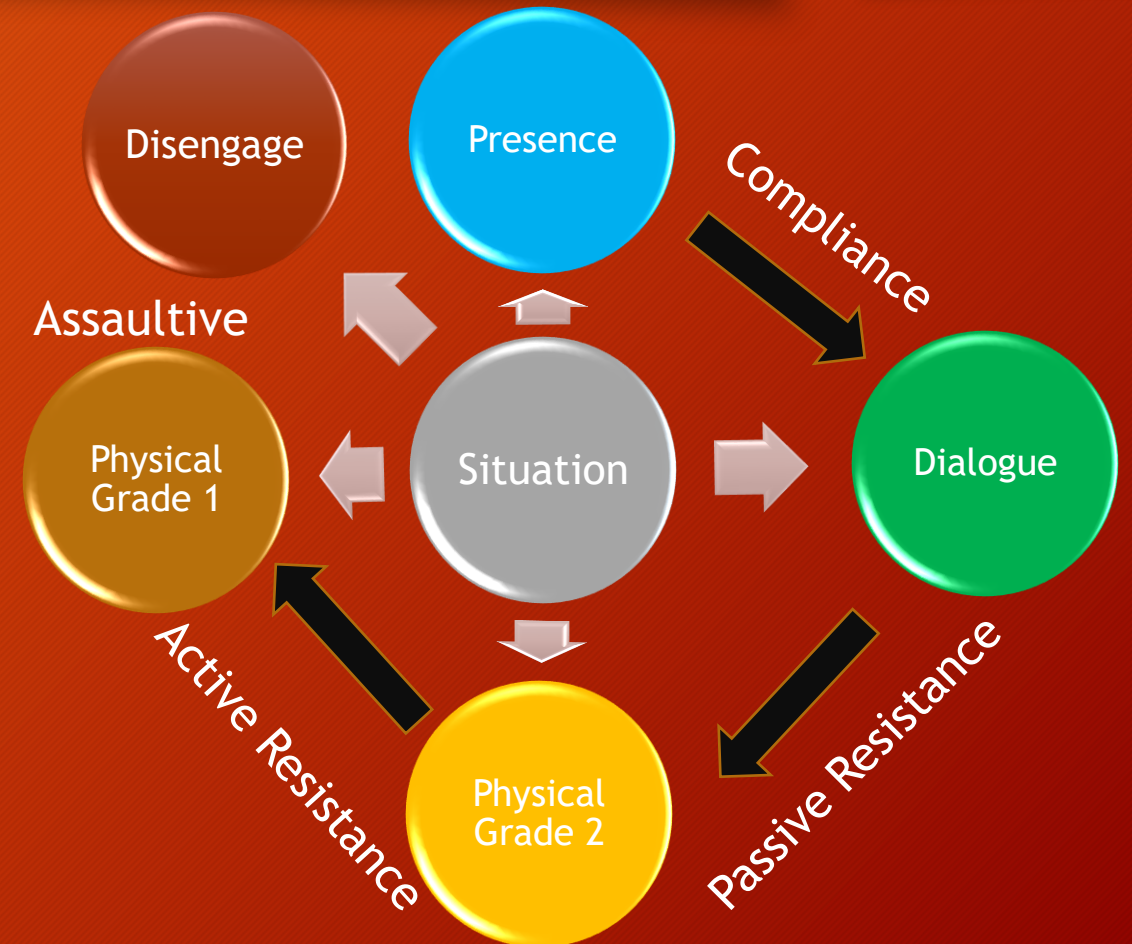 Disengage
Presence
Compliance
Assaultive
Physical
Grade 1
Situation
Dialogue
Active Resistance
Passive Resistance
Physical
Grade 2